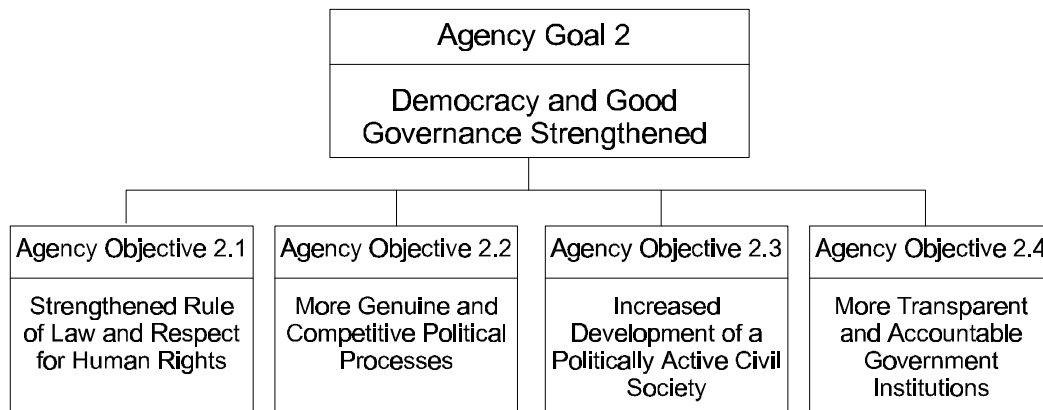 Agency Goal 2
Democracy and Good
Governance Strengthened
Agency Objective 2.1
Strengthened Rule
of Law and Respect
for Human Rights
Agency Objective 2.2
More Genuine and
Competitive Political
Processes
Agency Objective 2.3
Increased
Development of a
Politically Active Civil
Society
Agency Objective 2.4
More Transparent
and Accountable
Government
Institutions